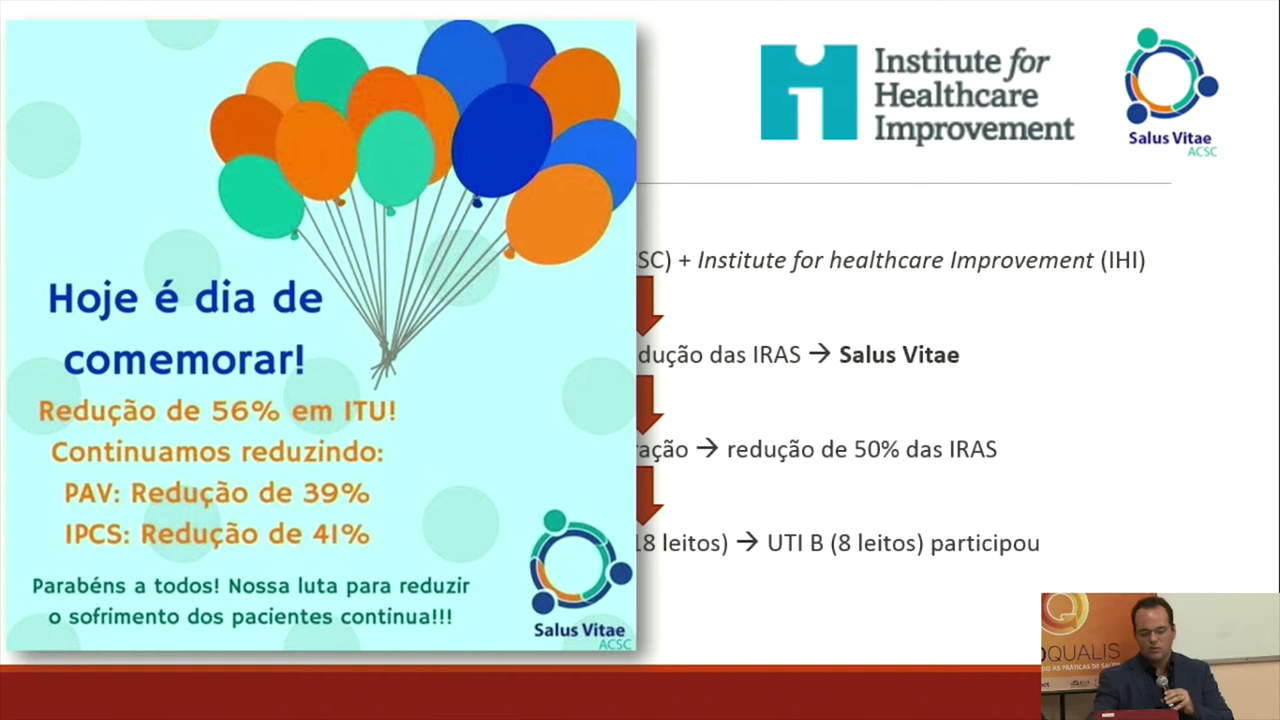 Hoje é dia de
comemorar!
Redução de 56% em ITU!
Continuamos reduzindo:
PAV: Redução de 39%
IPCS: Redução de 41%
Parabéns a todos! Nossa luta para reduzir
o sofrimento dos pacientes continua!!!
Salus Vitae
ACSC
Institute for
Healthcare
Improvement
Salus Vitae
ACSC
SC) + Institute for healthcare Improvement (IHI)
dução das IRAS → Salus Vitae
ação → redução de 50% das IRAS
18 leitos) → UTI B (8 leitos) participou
QUALIS